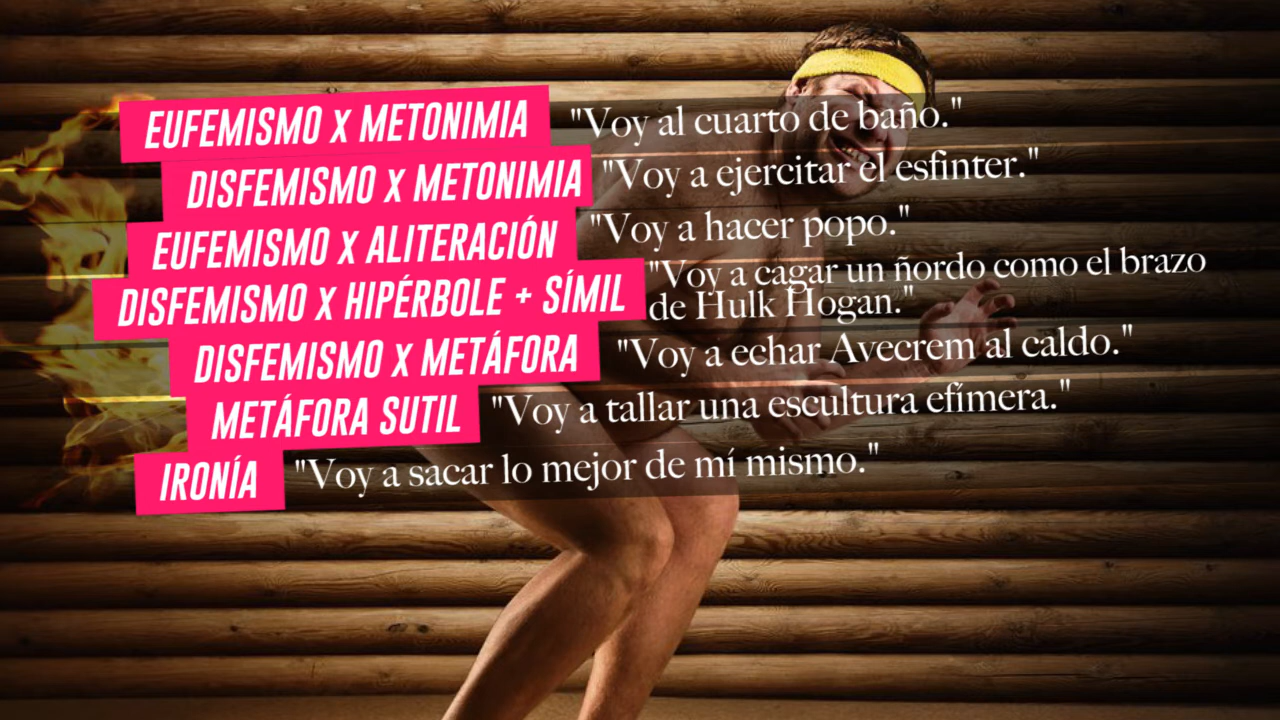 EUFEMISMO X METONIMIA "Voy al cuarto de baño."
DISFEMISMO X METONIMIA "Voy a ejercitar el esfinter."
EUFEMISMO X ALITERACIÓN "Voy a hacer popo."
DISFEMISMO X HIPÉRBOLE + SÍMIL "Voy a cagar un ñordo como el brazo
de Hulk Hogan."
DISFEMISMO X METÁFORA "Voy a echar Avecrem al caldo."
METÁFORA SUTIL "Voy a tallar una escultura efímera."
IRONÍA "Voy a sacar lo mejor de mí mismo."